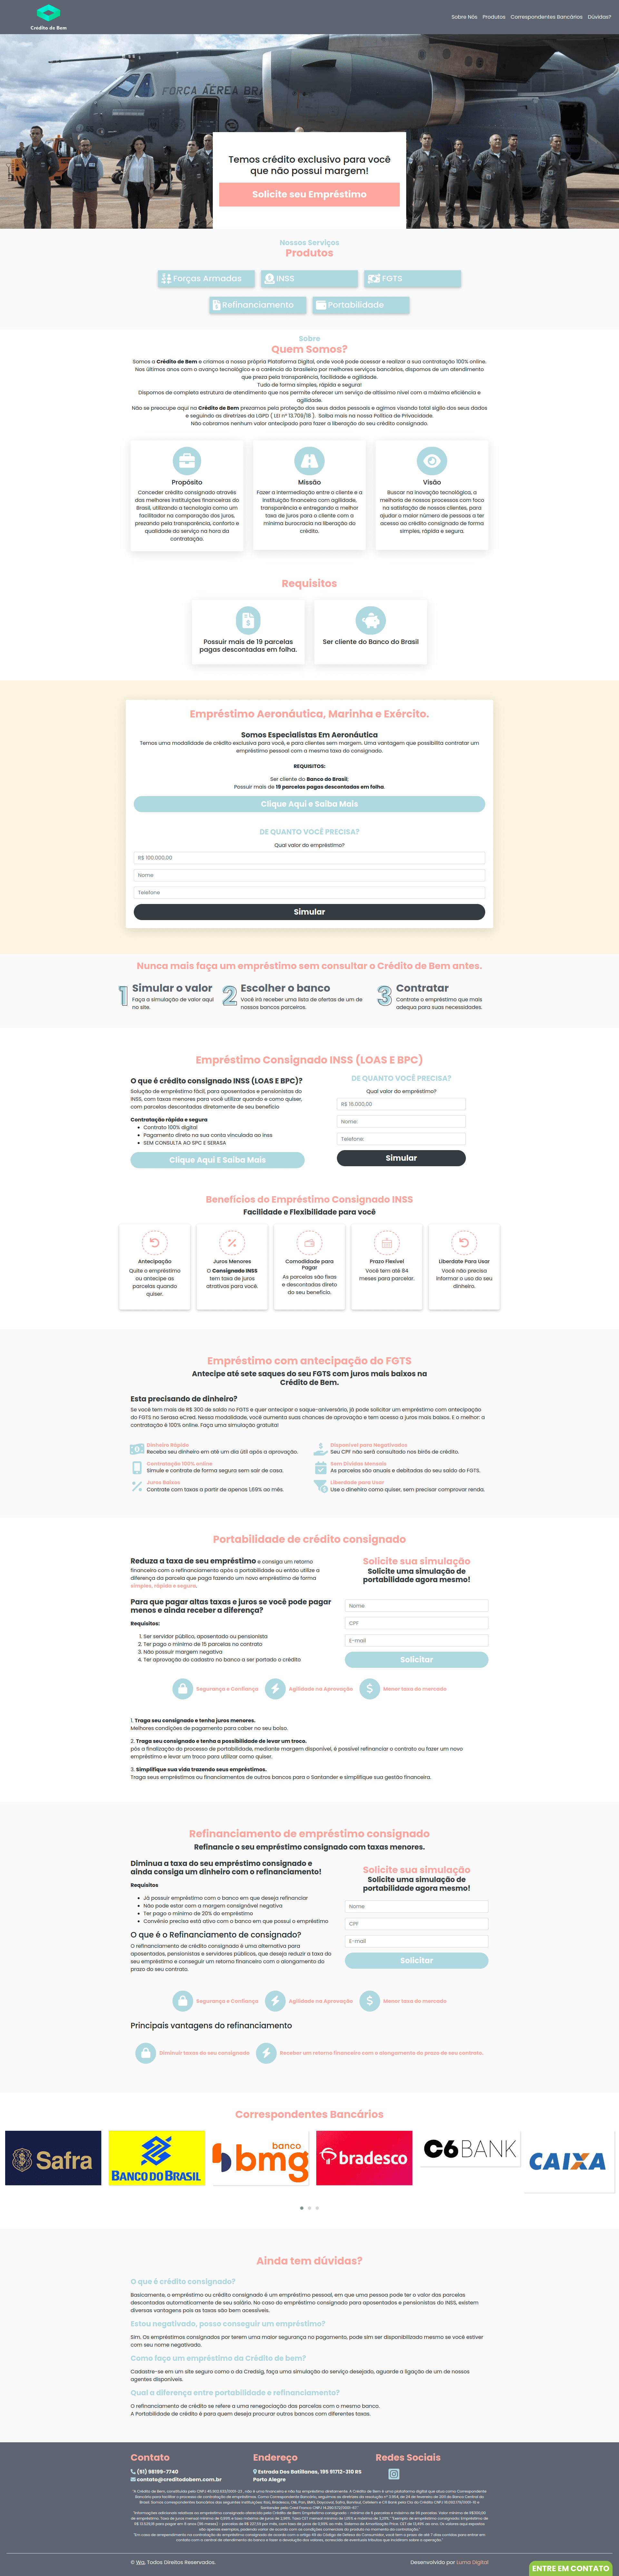 Crédito de Bem
Sobre Nós
Produtos
Correspondentes Bancários
Dúvidas?
FORÇA AÉREA BR
Temos crédito exclusivo para você
que não possui margem!
Solicite seu Empréstimo
Nossos Serviços
Produtos
Forças Armadas
INSS
FGTS
Refinanciamento
Portabilidade
Sobre
Quem Somos?
Somos a Crédito de Bem e criamos a nossa própria Plataforma Digital, onde você pode acessar e realizar a sua contratação 100% online.
Nos últimos anos com o avanço tecnológico e a carência do brasileiro por melhores serviços bancários, dispomos de um atendimento
que preza pela transparência, facilidade e agilidade.
Tudo de forma simples, rápida e segura!
Dispomos de completa estrutura de atendimento que nos permite oferecer um serviço de altíssimo nível com a máxima eficiência e
agilidade.
Não se preocupe aqui na Crédito de Bem prezamos pela proteção dos seus dados pessoais e agimos visando total sigilo dos seus dados
e seguindo as diretrizes da LGPD ( LEI nº 13.709/18 ). Saiba mais na nossa Política de Privacidade.
Não cobramos nenhum valor antecipado para fazer a liberação do seu crédito consignado.
Propósito
Conceder crédito consignado através
das melhores instituições financeiras do
Brasil, utilizando a tecnologia como um
facilitador na comparação dos juros,
prezando pela transparência, conforto e
qualidade do serviço na hora da
contratação.
Missão
Fazer a intermediação entre o cliente e a
instituição financeira com agilidade,
transparência e entregando a melhor
taxa de juros para o cliente com a
mínima burocracia na liberação do
crédito.
Visão
Buscar na inovação tecnológica, a
melhoria de nossos processos com foco
na satisfação de nossos clientes, para
ajudar o maior número de pessoas a ter
acesso ao crédito consignado de forma
simples, rápida e segura.
Requisitos
Possuir mais de 19 parcelas
pagas descontadas em folha.
Ser cliente do Banco do Brasil
Empréstimo Aeronáutica, Marinha e Exército.
Somos Especialistas Em Aeronáutica
Temos uma modalidade de crédito exclusiva para você, e para clientes sem margem. Uma vantagem que possibilita contratar um
empréstimo pessoal com a mesma taxa do consignado.
REQUISITOS:
Ser cliente do Banco do Brasil;
Possuir mais de 19 parcelas pagas descontadas em folha.
Clique Aqui e Saiba Mais
DE QUANTO VOCÊ PRECISA?
Qual valor do empréstimo?
R$ 100.000,00
Nome
Telefone
Simular
Nunca mais faça um empréstimo sem consultar o Crédito de Bem antes.
1 Simular o valor
Faça a simulação de valor aqui
no site.
2 Escolher o banco
Você irá receber uma lista de ofertas de um de
nossos bancos parceiros.
3 Contratar
Contrate o empréstimo que mais
adequa para suas necessidades.
Empréstimo Consignado INSS (LOAS E BPC)
O que é crédito consignado INSS (LOAS E BPC)?
Solução de empréstimo fácil, para aposentados e pensionistas do
INSS, com taxas menores para você utilizar quando e como quiser,
com parcelas descontadas diretamente de seu benefício
Contratação rápida e segura
Contrato 100% digital
Pagamento direto na sua conta vinculada ao Inss
SEM CONSULTA AO SPC E SERASA
Clique Aqui E Saiba Mais
DE QUANTO VOCÊ PRECISA?
Qual valor do empréstimo?
R$ 16.000,00
Nome
Telefone:
Simular
Benefícios do Empréstimo Consignado INSS
Facilidade e Flexibilidade para você
Antecipação
Quite o empréstimo
ou antecipe as
parcelas quando
quiser.
Juros Menores
O Consignado INSS
tem taxa de juros
atrativas para você.
Comodidade para
Pagar
As parcelas são fixas
e descontadas direto
do seu benefício.
Prazo Flesível
Você tem até 84
meses para parcelar.
Liberdate Para Usar
Você não precisa
informar o uso do seu
dinheiro.
Empréstimo com antecipação do FGTS
Antecipe até sete saques do seu FGTS com juros mais baixos na
Crédito de Bem.
Esta precisando de dinheiro?
Se você tem mais de R$ 300 de saldo no FGTS e quer antecipar o saque-aniversário, já pode solicitar um empréstimo com antecipação
do FGTS no Serasa eCred. Nessa modalidade, você aumenta suas chances de aprovação e tem acesso a juros mais baixos. E o melhor: a
contratação é 100% online. Faça uma simulação gratuita!
Dinheiro Rápido
Receba seu dinheiro em até um dia útil após a aprovação.
Contratação 100% online
Simule e contrate de forma segura sem sair de casa.
Juros Baixos
Contrate com taxas a partir de apenas 1,69% ao mês.
Disponível para Negativados
Seu CPF não será consultado nos birôs de crédito.
Sem Dívidas Mensais
As parcelas são anuais e debitadas do seu saldo do FGTS.
Liberdade para Usar
Use o dinehiro como quiser, sem precisar comprovar renda.
Portabilidade de crédito consignado
Reduza a taxa de seu empréstimo e consiga um retorno
financeiro com o refinanciamento após a portabilidade ou então utilize a
diferença da parcela que paga fazendo um novo empréstimo de forma
simples, rápida e segura.
Para que pagar altas taxas e juros se você pode pagar
menos e ainda receber a diferença?
Requisitos:
1. Ser servidor público, aposentado ou pensionista
2. Ter pago o mínimo de 15 parcelas no contrato
3. Não possuir margem negativa
4. Ter aprovação do cadastro no banco a ser portado o crédito
Solicite sua simulação
Solicite uma simulação de
portabilidade agora mesmo!
Nome
CPF
E-mail
Solicitar
Segurança e Confiança
Agilidade na Aprovação
Menor taxa do mercado
1. Traga seu consignado e tenha juros menores.
Melhores condições de pagamento para caber no seu bolso.
2. Traga seu consignado e tenha a possibilidade de levar um troco.
pós a finalização do processo de portabilidade, mediante margem disponível, é possível refinanciar o contrato ou fazer um novo
empréstimo e levar um troco para utilizar como quiser.
3. Simplifique sua vida trazendo seus empréstimos.
Traga seus empréstimos ou financiamentos de outros bancos para o Santander e simplifique sua gestão financeira.
Refinanciamento de empréstimo consignado
Refinancie o seu empréstimo consignado com taxas menores.
Diminua a taxa do seu empréstimo consignado e
ainda consiga um dinheiro com o refinanciamento!
Requisitos
Já possuir empréstimo com o banco em que deseja refinanciar
Não pode estar com a margem consignável negativa
Ter pago o mínimo de 20% do empréstimo
Convênio precisa está ativo com o banco em que possui o empréstimo
O que é o Refinanciamento de consignado?
O refinanciamento de crédito consignado é uma alternativa para
aposentados, pensionistas e servidores públicos, que deseja reduzir a taxa do
seu empréstimo e conseguir um retorno financeiro com o alongamento do
prazo do seu contrato.
Solicite sua simulação
Solicite uma simulação de
portabilidade agora mesmo!
Nome
CPF
E-mail
Solicitar
Segurança e Confiança
Agilidade na Aprovação
Menor taxa do mercado
Principais vantagens do refinanciamento
Diminuir taxas do seu consignado
Receber um retorno financeiro com o alongamento do prazo do seu contrato.
Correspondentes Bancários
Safra
BANCO DO BRASIL
banco
bmg
bradesco
C6 BANK
CAIXA
Ainda tem dúvidas?
O que é crédito consignado?
Basicamente, o empréstimo ou crédito consignado é um empréstimo pessoal, em que uma pessoa pode ter o valor das parcelas
descontadas automaticamente de seu salário. No caso do empréstimo consignado para aposentados e pensionistas do INSS, existem
diversas vantagens pois as taxas são bem acessíveis.
Estou negativado, posso conseguir um empréstimo?
Sim. Os empréstimos consignados por terem uma maior segurança no pagamento, pode sim ser disponibilizado mesmo se você estiver
com seu nome negativado.
Como faço um empréstimo da Crédito de bem?
Cadastre-se em um site seguro como o da Credsig, faça uma simulação do serviço desejado, aguarde a ligação de um de nossos
agentes disponíveis.
Qual a diferença entre portabilidade e refinanciamento?
O refinanciamento de crédito se refere a uma renegociação das parcelas com o mesmo banco.
A Portabilidade de crédito é para quem deseja procurar outros bancos com diferentes taxas.
Contato
(51) 98199-7740
contato@creditodebem.com.br
Endereço
Estrada Das Batillanas, 195 91712-310 RS
Porto Alegre
Redes Sociais
© Wa, Todos Direitos Reservados.
Desenvolvido por Luma Digital
ENTRE EM CONTATO